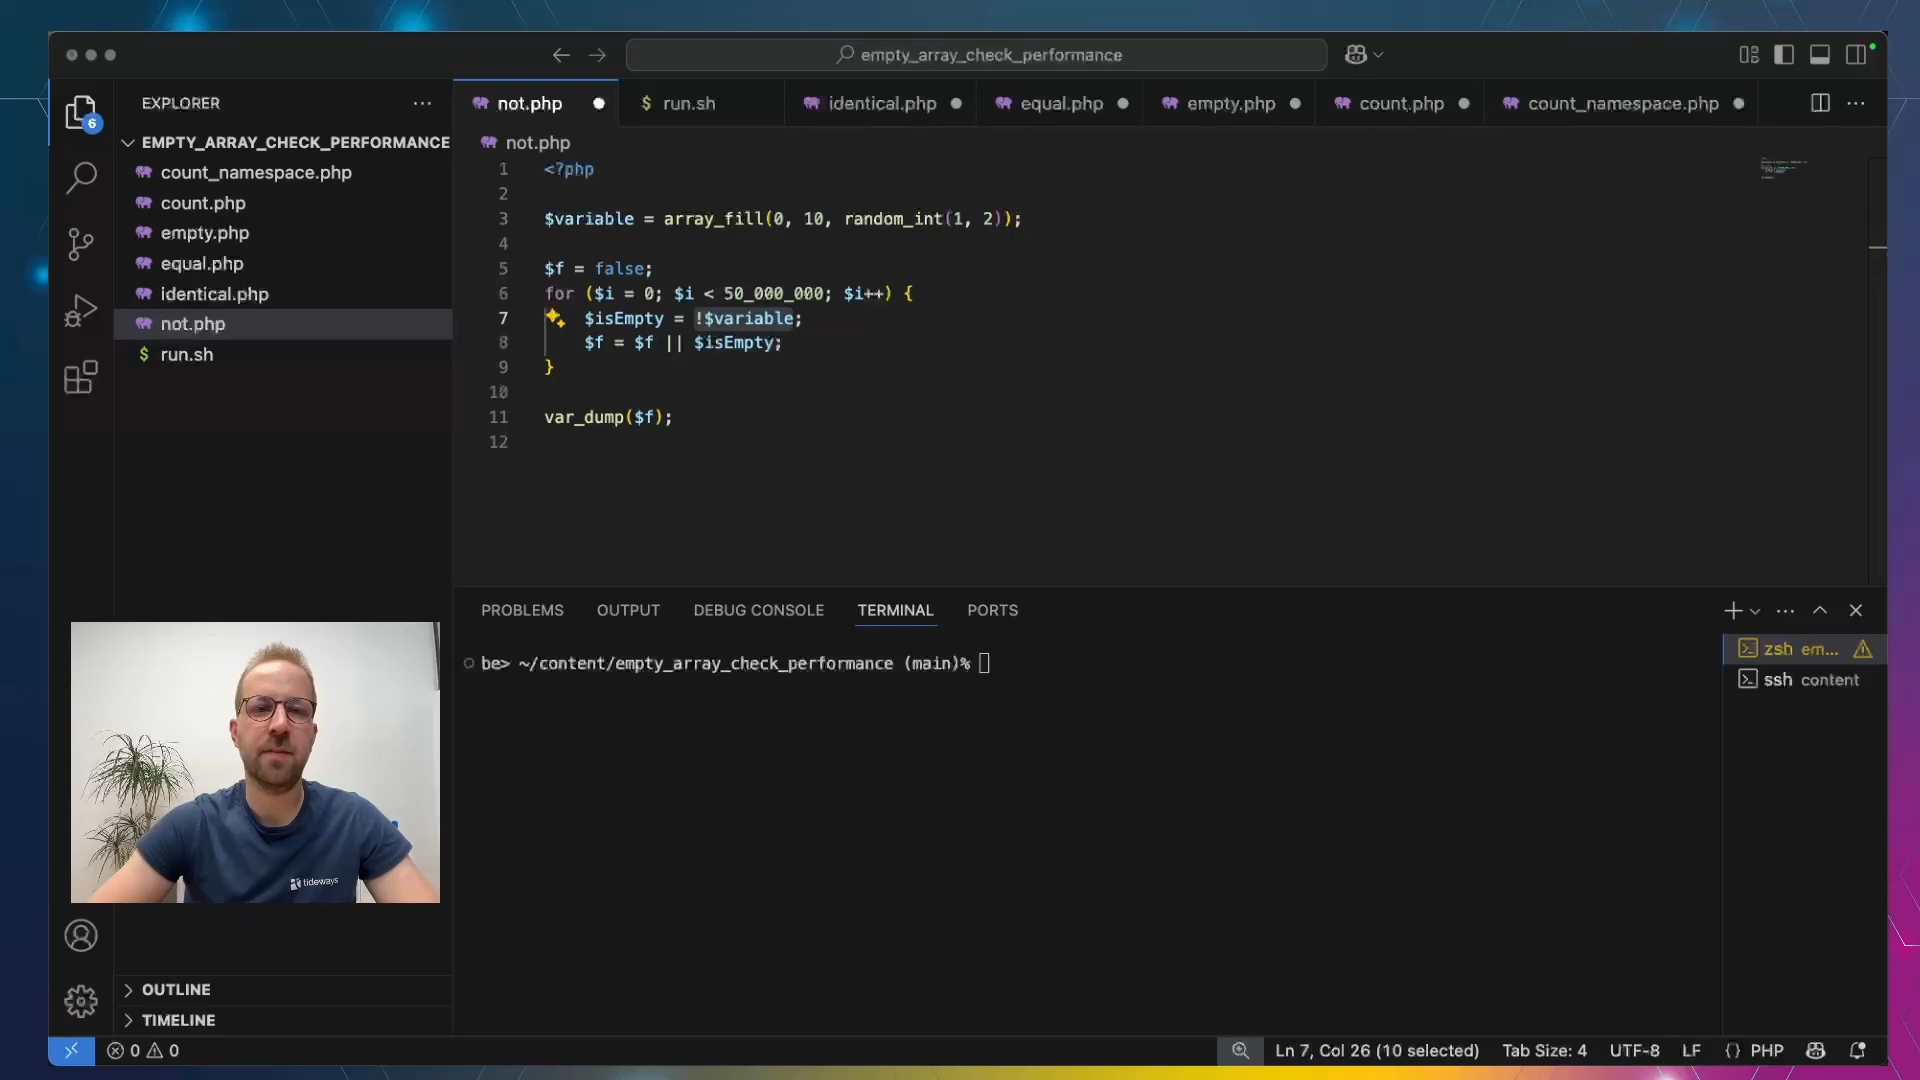 empty_array_check_performance
EXPLORER
EMPTY_ARRAY_CHECK_PERFORMANCE
count_namespace.php
count.php
empty.php
equal.php
identical.php
not.php
$ run.sh
6
OUTLINE
TIMELINE
not.php
$ run.sh
identical.php
equal.php
empty.php
count.php
count_namespace.php
not.php
1 <?php
2
3 $variable = array_fill(0, 10, random_int(1, 2));
4
5 $f = false;
6 for ($i = 0; $i < 50_000_000; $i++) {
7 $isEmpty = !$variable;
8 $f = $f || $isEmpty;
9 }
10
11 var_dump($f);
12
PROBLEMS OUTPUT DEBUG CONSOLE TERMINAL PORTS
be> ~/content/empty_array_check_performance (main)%
zsh em...
ssh content
tideways
0 0
Ln 7, Col 26 (10 selected) Tab Size: 4 UTF-8 LF {} PHP